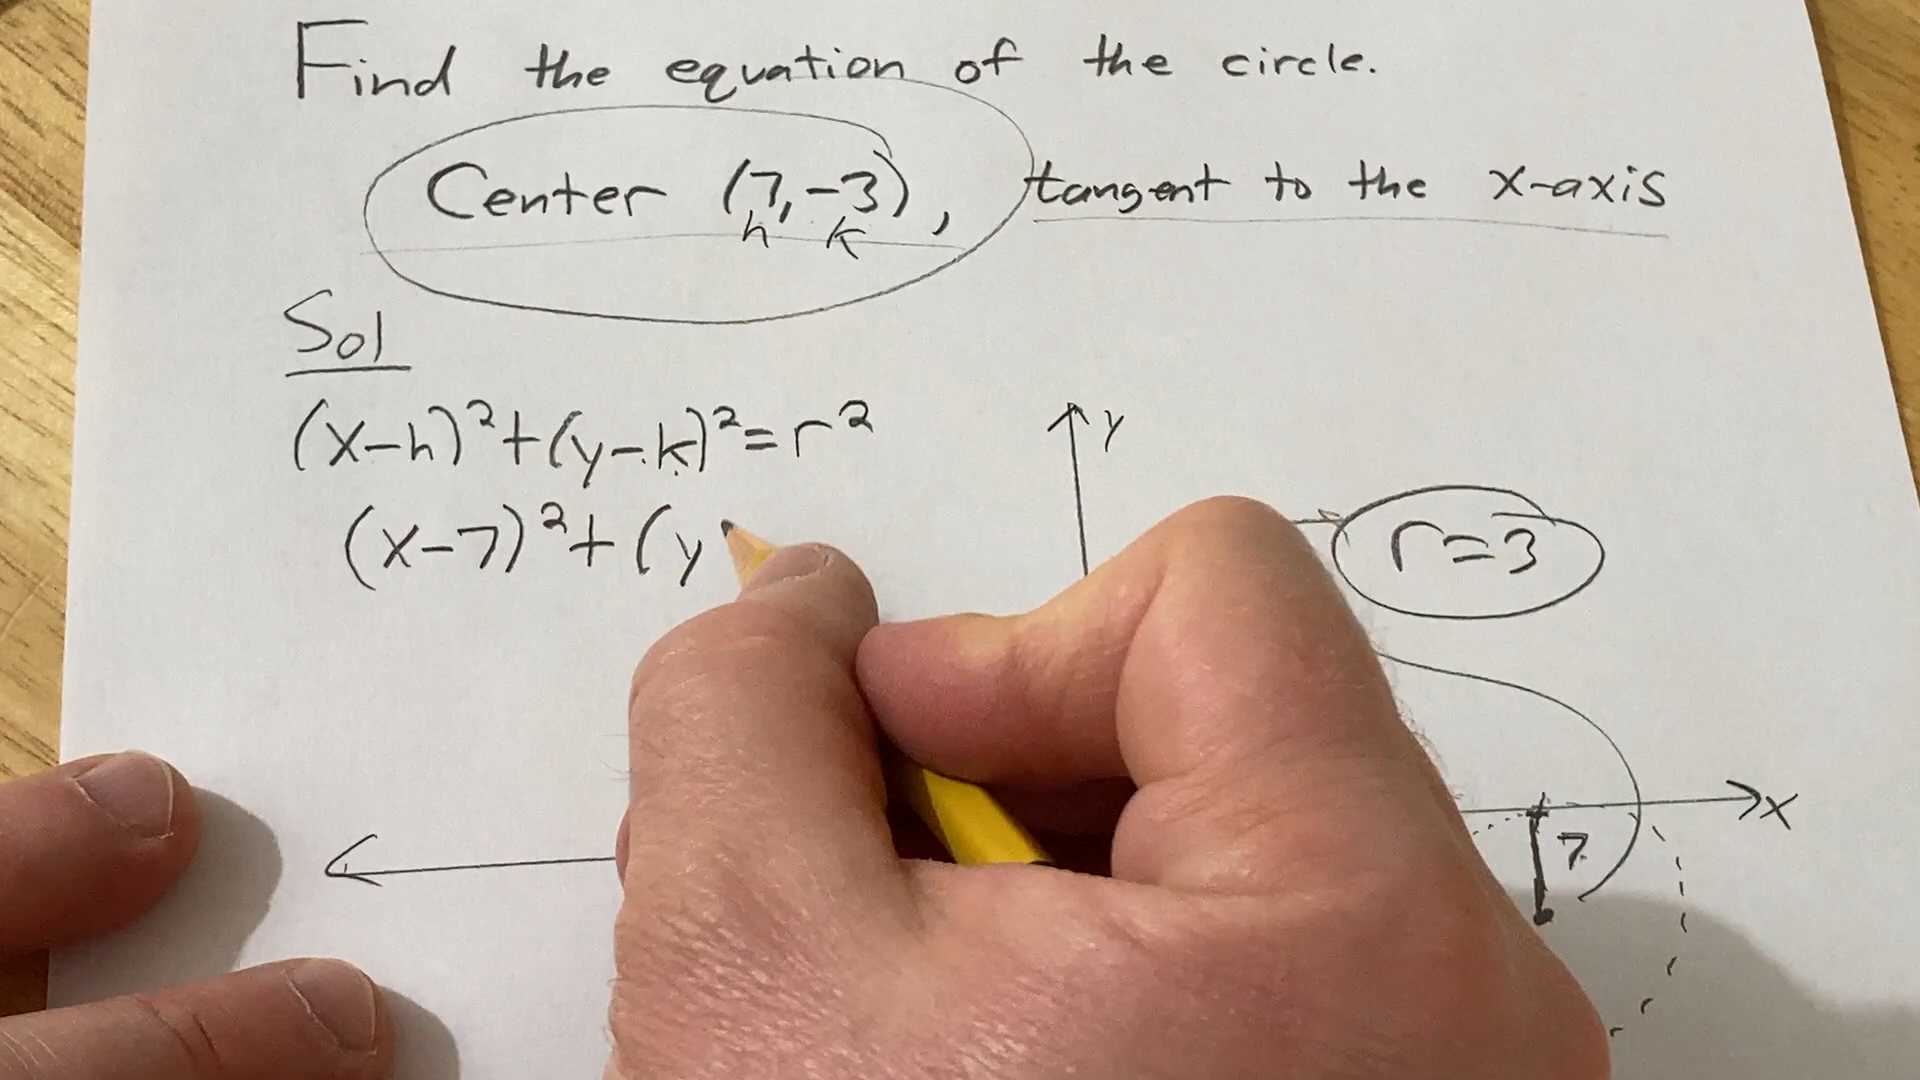 Find the equation of the circle.
Center (7,-3), tangent to the x-axis
h k
Sol
(x-h)²+(y-k)²=r²
(x-7)²+(y
y
r=3
x
7